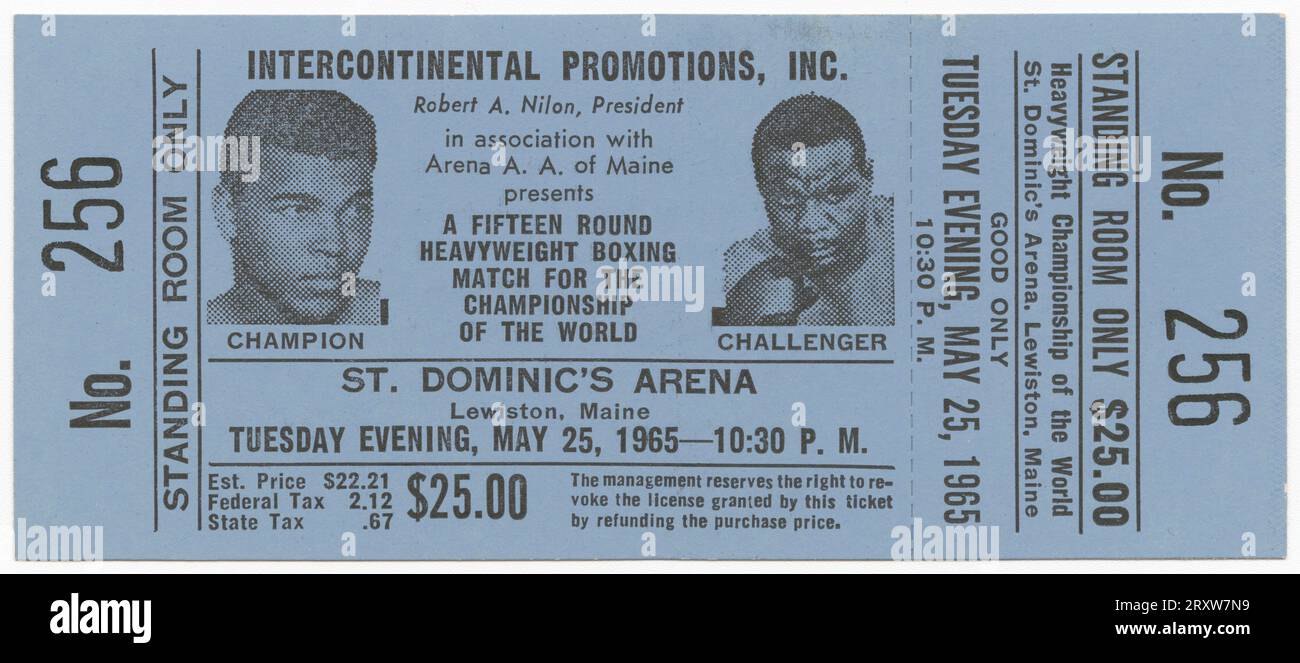 No. 256
STANDING ROOM ONLY
INTERCONTINENTAL PROMOTIONS, INC.
Robert A. Nilon, President
in association with
Arena A. A. of Maine
presents
A FIFTEEN ROUND
HEAVYWEIGHT BOXING
MATCH FOR THE
CHAMPIONSHIP
OF THE WORLD
CHAMPION
CHALLENGER
ST. DOMINIC'S ARENA
Lewiston, Maine
TUESDAY EVENING, MAY 25, 1965—10:30 P. M.
Est. Price $22.21
Federal Tax 2.12
State Tax .67
$25.00
The management reserves the right to re-
voke the license granted by this ticket
by refunding the purchase price.
No. 256
STANDING ROOM ONLY $25.00
Heavyweight Championship of the World
St. Dominic's Arena, Lewiston, Maine
GOOD ONLY
TUESDAY EVENING, MAY 25, 1965
10:30 P. M.
alamy
Image ID: 2RXW7N9
www.alamy.com